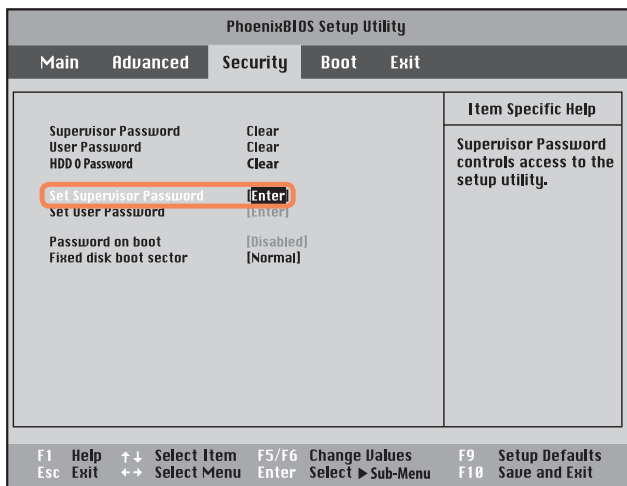 PhoenixBIOS Setup Utility
Main Advanced Security Boot Exit
Item Specific Help
Supervisor Password Clear
User Password Clear
HDD 0 Password Clear
Set Supervisor Password [Enter]
Set User Password [Enter]
Password on boot [Disabled]
Fixed disk boot sector [Normal]
Supervisor Password
controls access to the
setup utility.
F1 Help ↑↓ Select Item F5/F6 Change Values F9 Setup Defaults
Esc Exit ←→ Select Menu Enter Select ▶Sub-Menu F10 Save and Exit